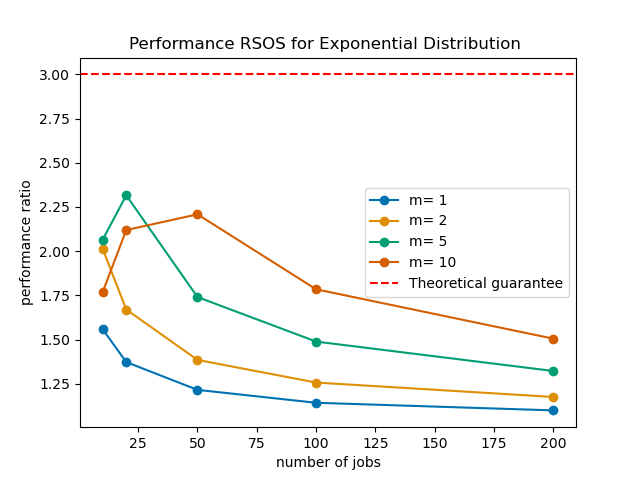 Performance RSOS for Exponential Distribution
3.00
2.75
2.50
2.25
2.00
1.75
1.50
1.25
performance ratio
m= 1
m= 2
m= 5
m= 10
Theoretical guarantee
25 50 75 100 125 150 175 200
number of jobs